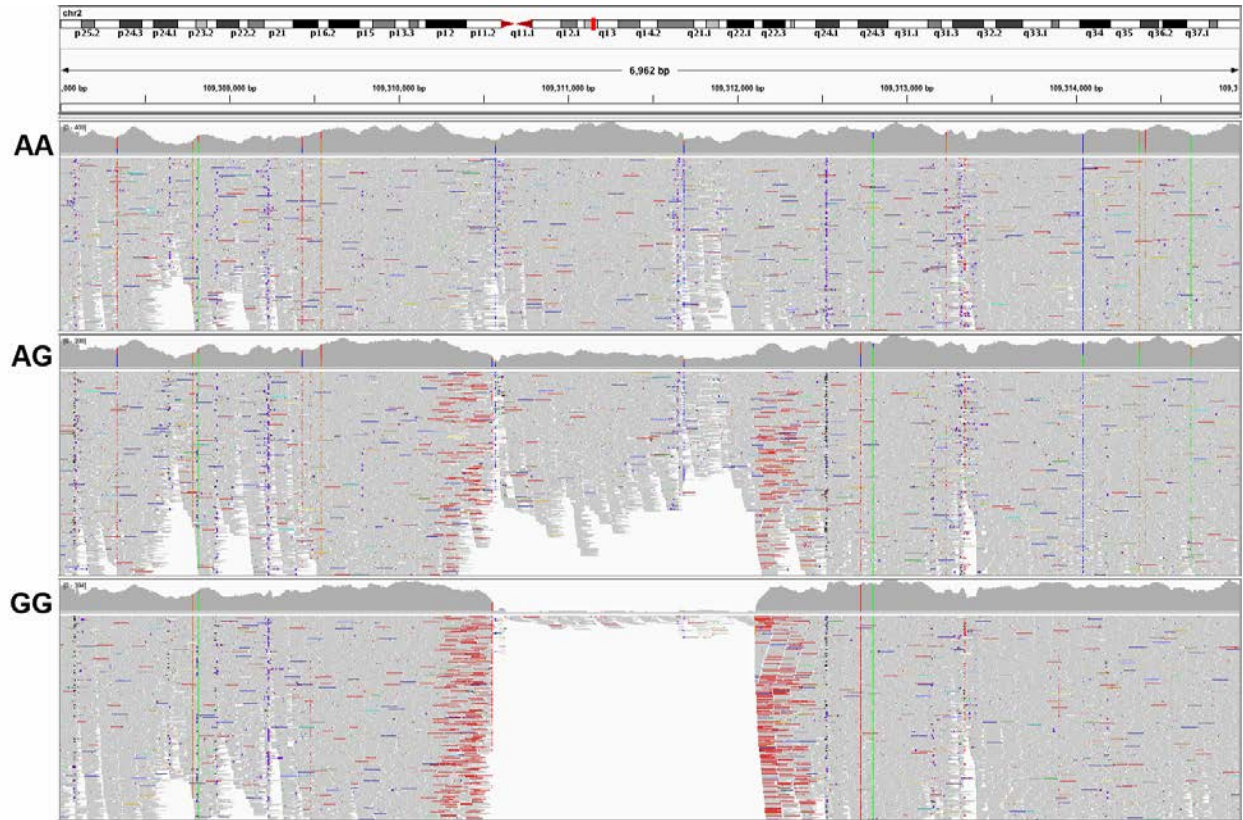 chr2
p25.2 p24.3 p24.1 p23.2 p22.2 p21 p16.2 p15 p13.3 p12 p11.2 q11.1 q12.1 q13 q14.2 q21.1 q22.1 q22.3 q24.1 q24.3 q31.1 q31.3 q32.2 q33.1 q34 q35 q36.2 q37.1
6,962 bp
,000 bp 109,309,000 bp 109,310,000 bp 109,311,000 bp 109,312,000 bp 109,313,000 bp 109,314,000 bp 109,3
AA
AG
GG